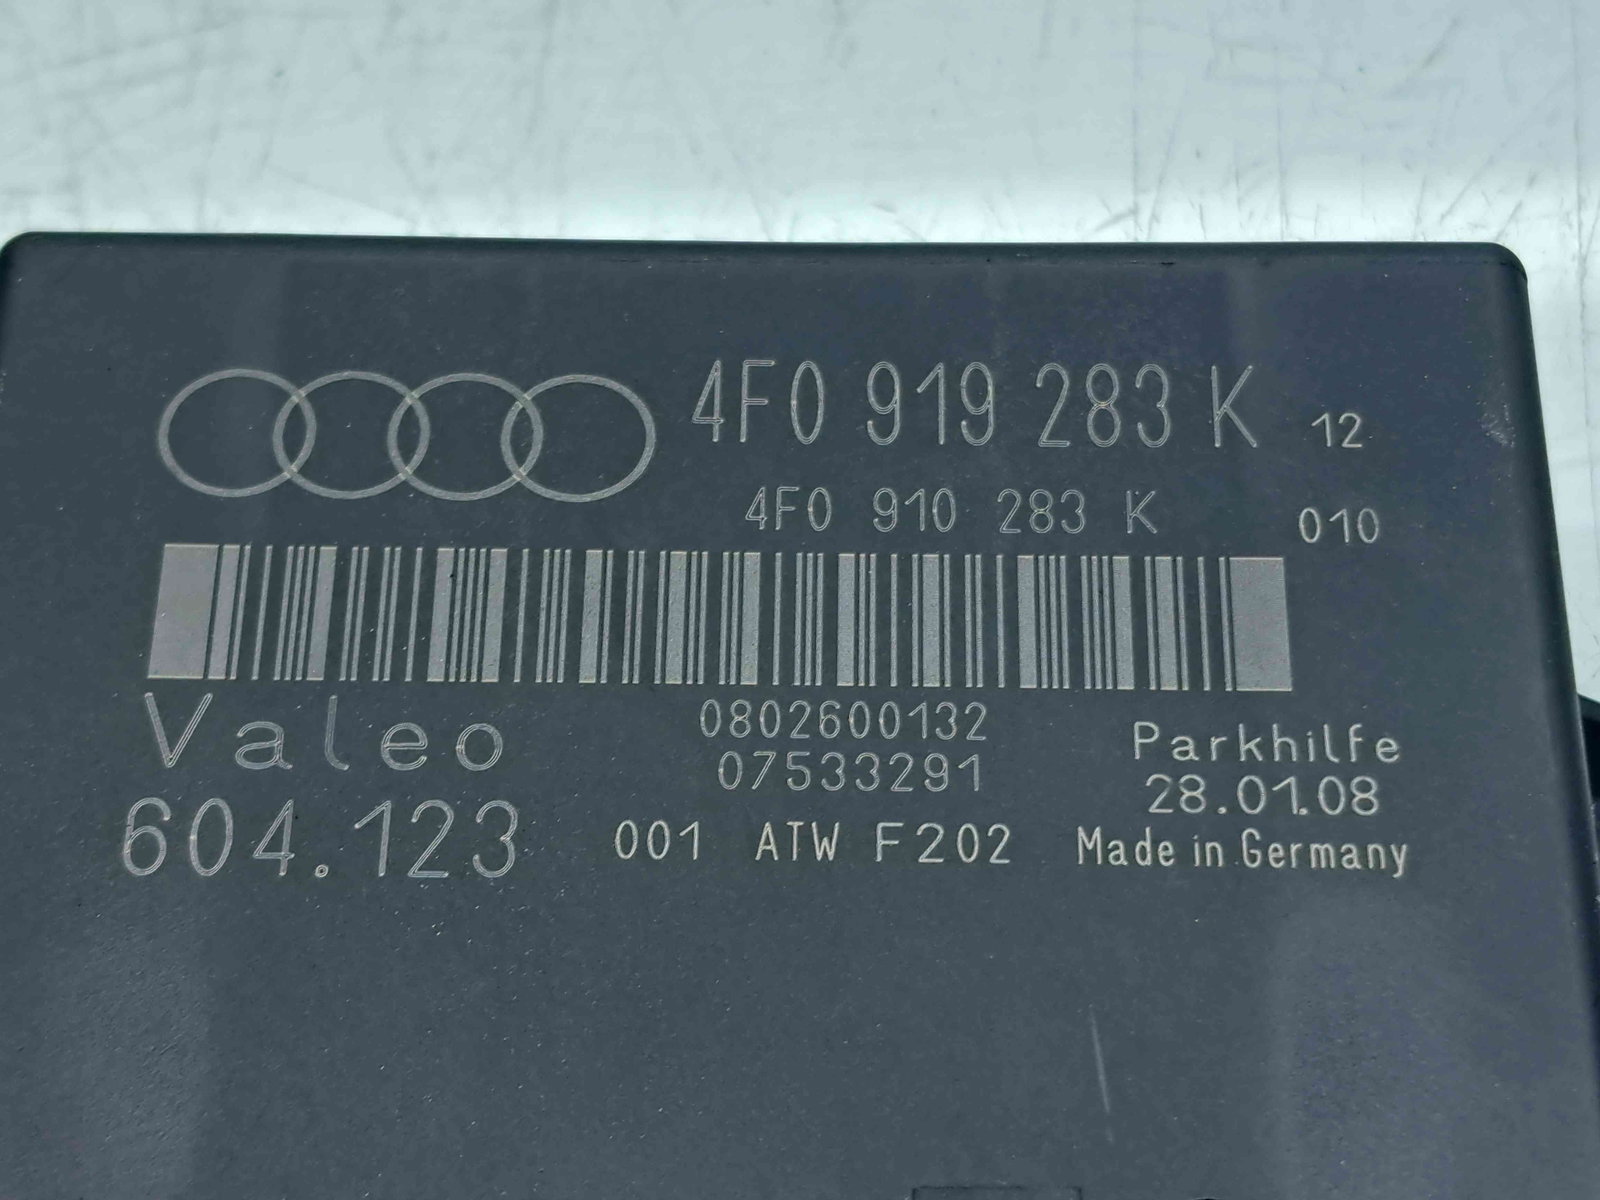 4F0 919 283 K 12
4F0 910 283 K 010
0802600132
07533291
Valeo
604.123
001 ATW F202
Parkhilfe
28.01.08
Made in Germany